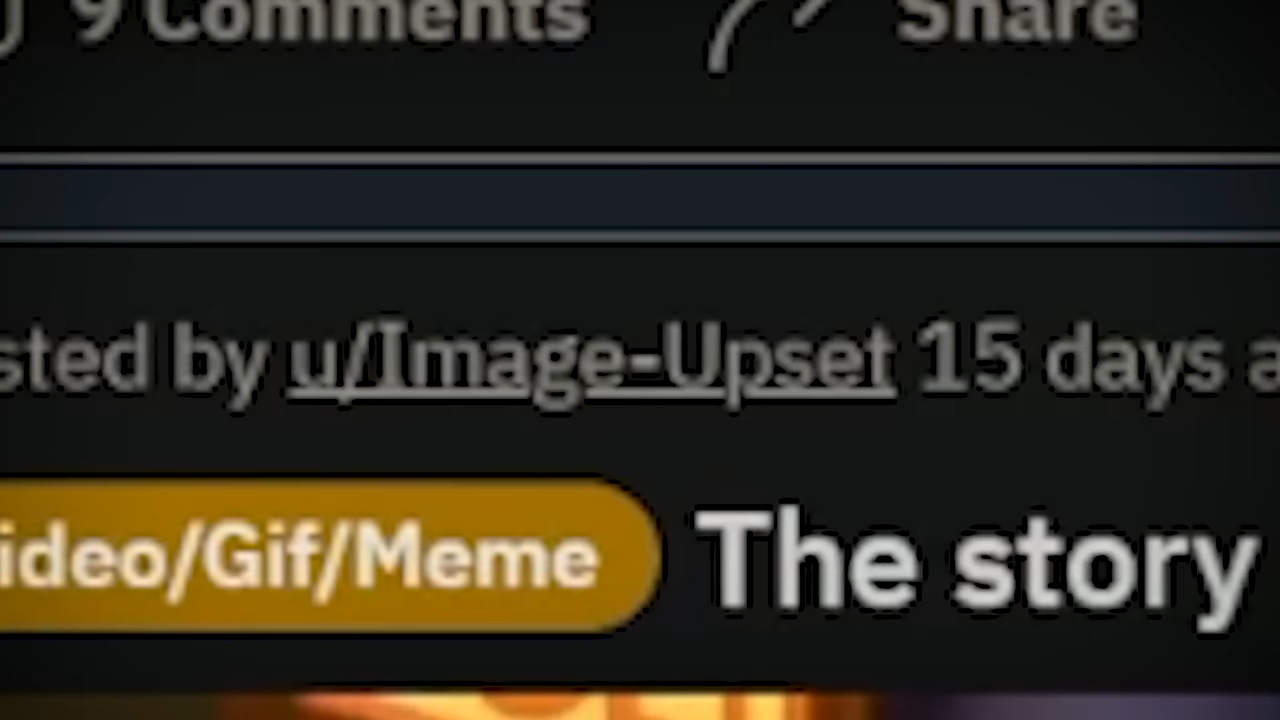 9 Comments Share
sted by u/Image-Upset 15 days a
ideo/Gif/Meme The story